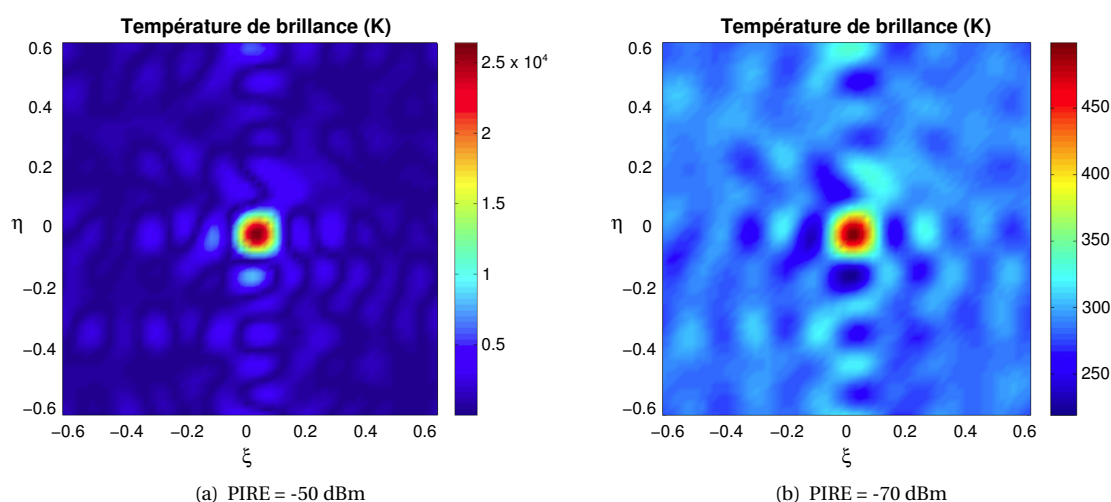 Température de brillance (K)
0.6
0.4
0.2
0
−0.2
−0.4
−0.6
η
−0.6 −0.4 −0.2 0 0.2 0.4 0.6
ξ
2.5 x 10⁴
2
1.5
1
0.5
(a) PIRE = -50 dBm
Température de brillance (K)
0.6
0.4
0.2
0
−0.2
−0.4
−0.6
η
−0.6 −0.4 −0.2 0 0.2 0.4 0.6
ξ
450
400
350
300
250
(b) PIRE = -70 dBm